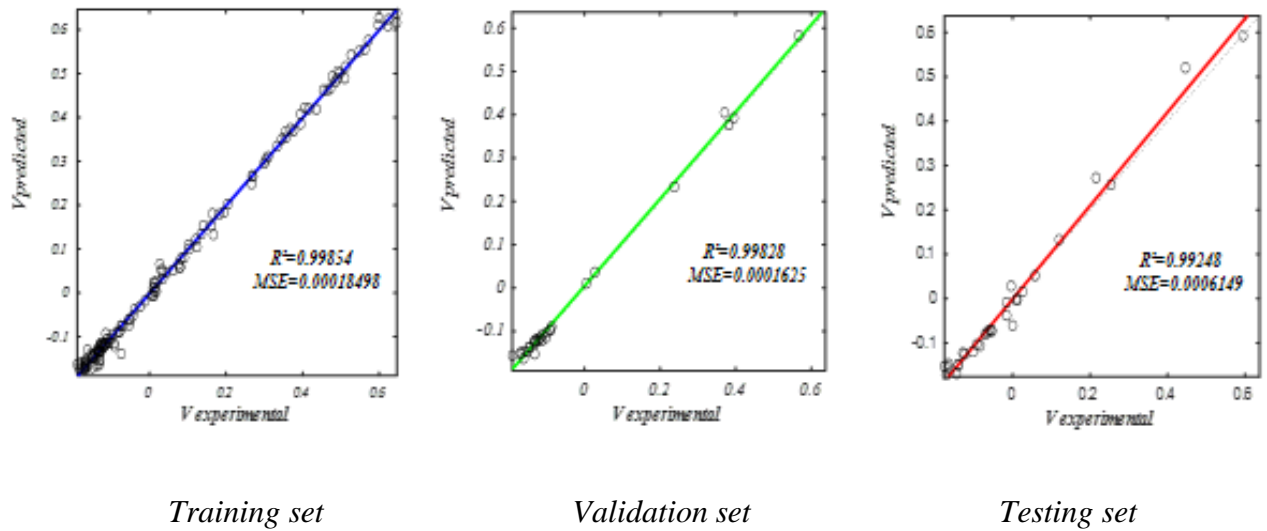 0.6
0.5
0.4
0.3
0.2
0.1
0
-0.1
0
0.2
0.4
0.6
V predicted
V experimental
R²=0.99854
MSE=0.00018498
0.6
0.5
0.4
0.3
0.2
0.1
0
-0.1
0
0.2
0.4
0.6
V predicted
V experimental
R²=0.99828
MSE=0.0001625
0.6
0.5
0.4
0.3
0.2
0.1
0
-0.1
0
0.2
0.4
0.6
V predicted
V experimental
R²=0.99248
MSE=0.0006149
Training set
Validation set
Testing set